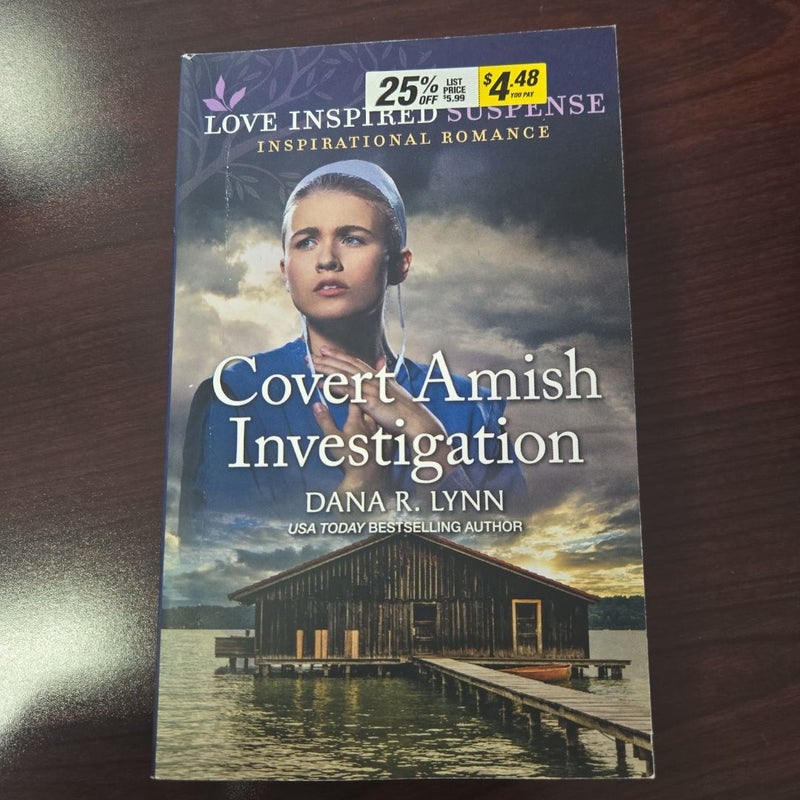 25% OFF LIST PRICE $5.99 $4.48 YOU PAY
LOVE INSPIRED SUSPENSE
INSPIRATIONAL ROMANCE
Covert Amish
Investigation
DANA R. LYNN
USA TODAY BESTSELLING AUTHOR